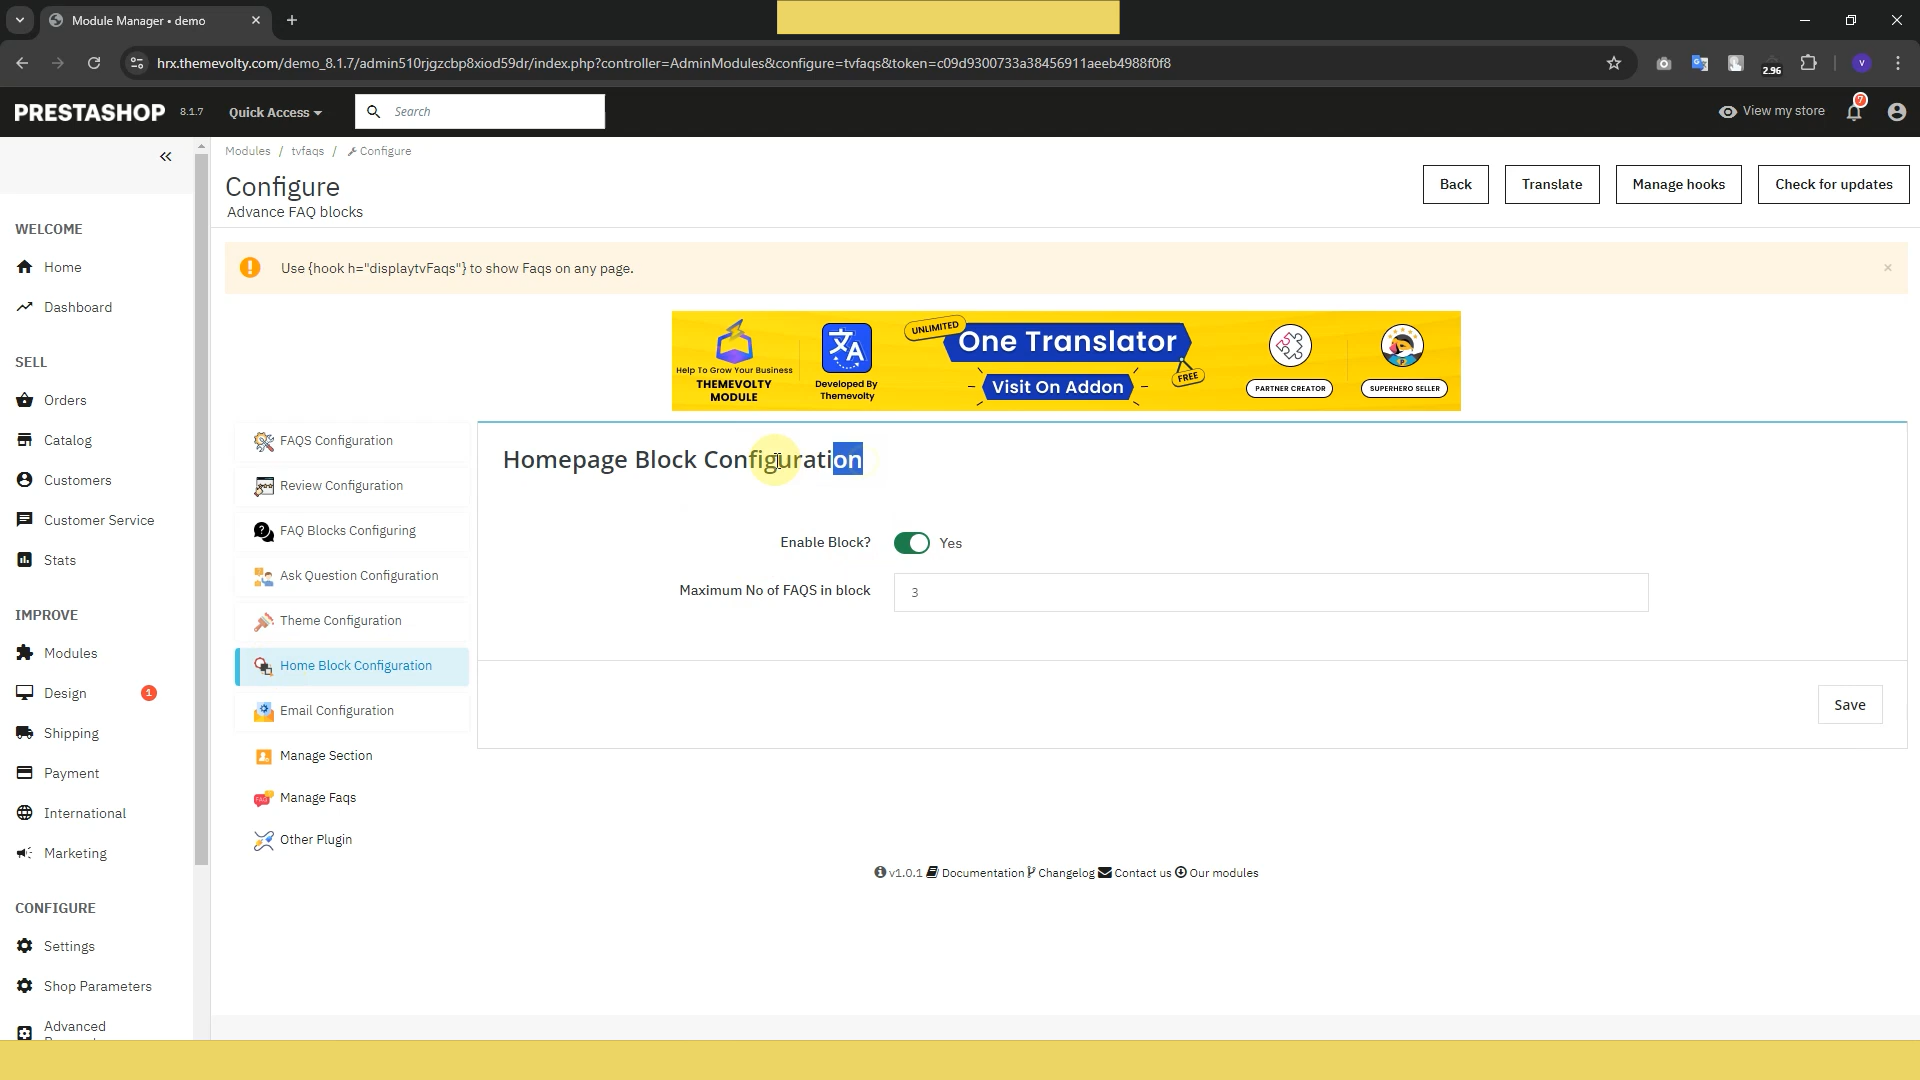 Module Manager • demo
hrx.themevolty.com/demo_8.1.7/admin510rjgzcbp8xiod59dr/index.php?controller=AdminModules&configure=tvfaqs&token=c09d9300733a38456911aeeb4988f0f8
2.96
V
PRESTASHOP 8.1.7 Quick Access Search View my store 7
Modules / tvfaqs / Configure
Configure
Advance FAQ blocks
Back Translate Manage hooks Check for updates
Use {hook h="displaytvFaqs"} to show Faqs on any page.
WELCOME
Home
Dashboard
SELL
Orders
Catalog
Customers
Customer Service
Stats
IMPROVE
Modules
Design 1
Shipping
Payment
International
Marketing
CONFIGURE
Settings
Shop Parameters
Advanced
Help To Grow Your Business
THEMEVOLTY
MODULE
Developed By
Themevolty
UNLIMITED
One Translator
Visit On Addon
FREE
PARTNER CREATOR
SUPERHERO SELLER
FAQS Configuration
Review Configuration
FAQ Blocks Configuring
Ask Question Configuration
Theme Configuration
Home Block Configuration
Email Configuration
Manage Section
Manage Faqs
Other Plugin
Homepage Block Configuration
Enable Block? Yes
Maximum No of FAQS in block 3
Save
v1.0.1 Documentation Changelog Contact us Our modules